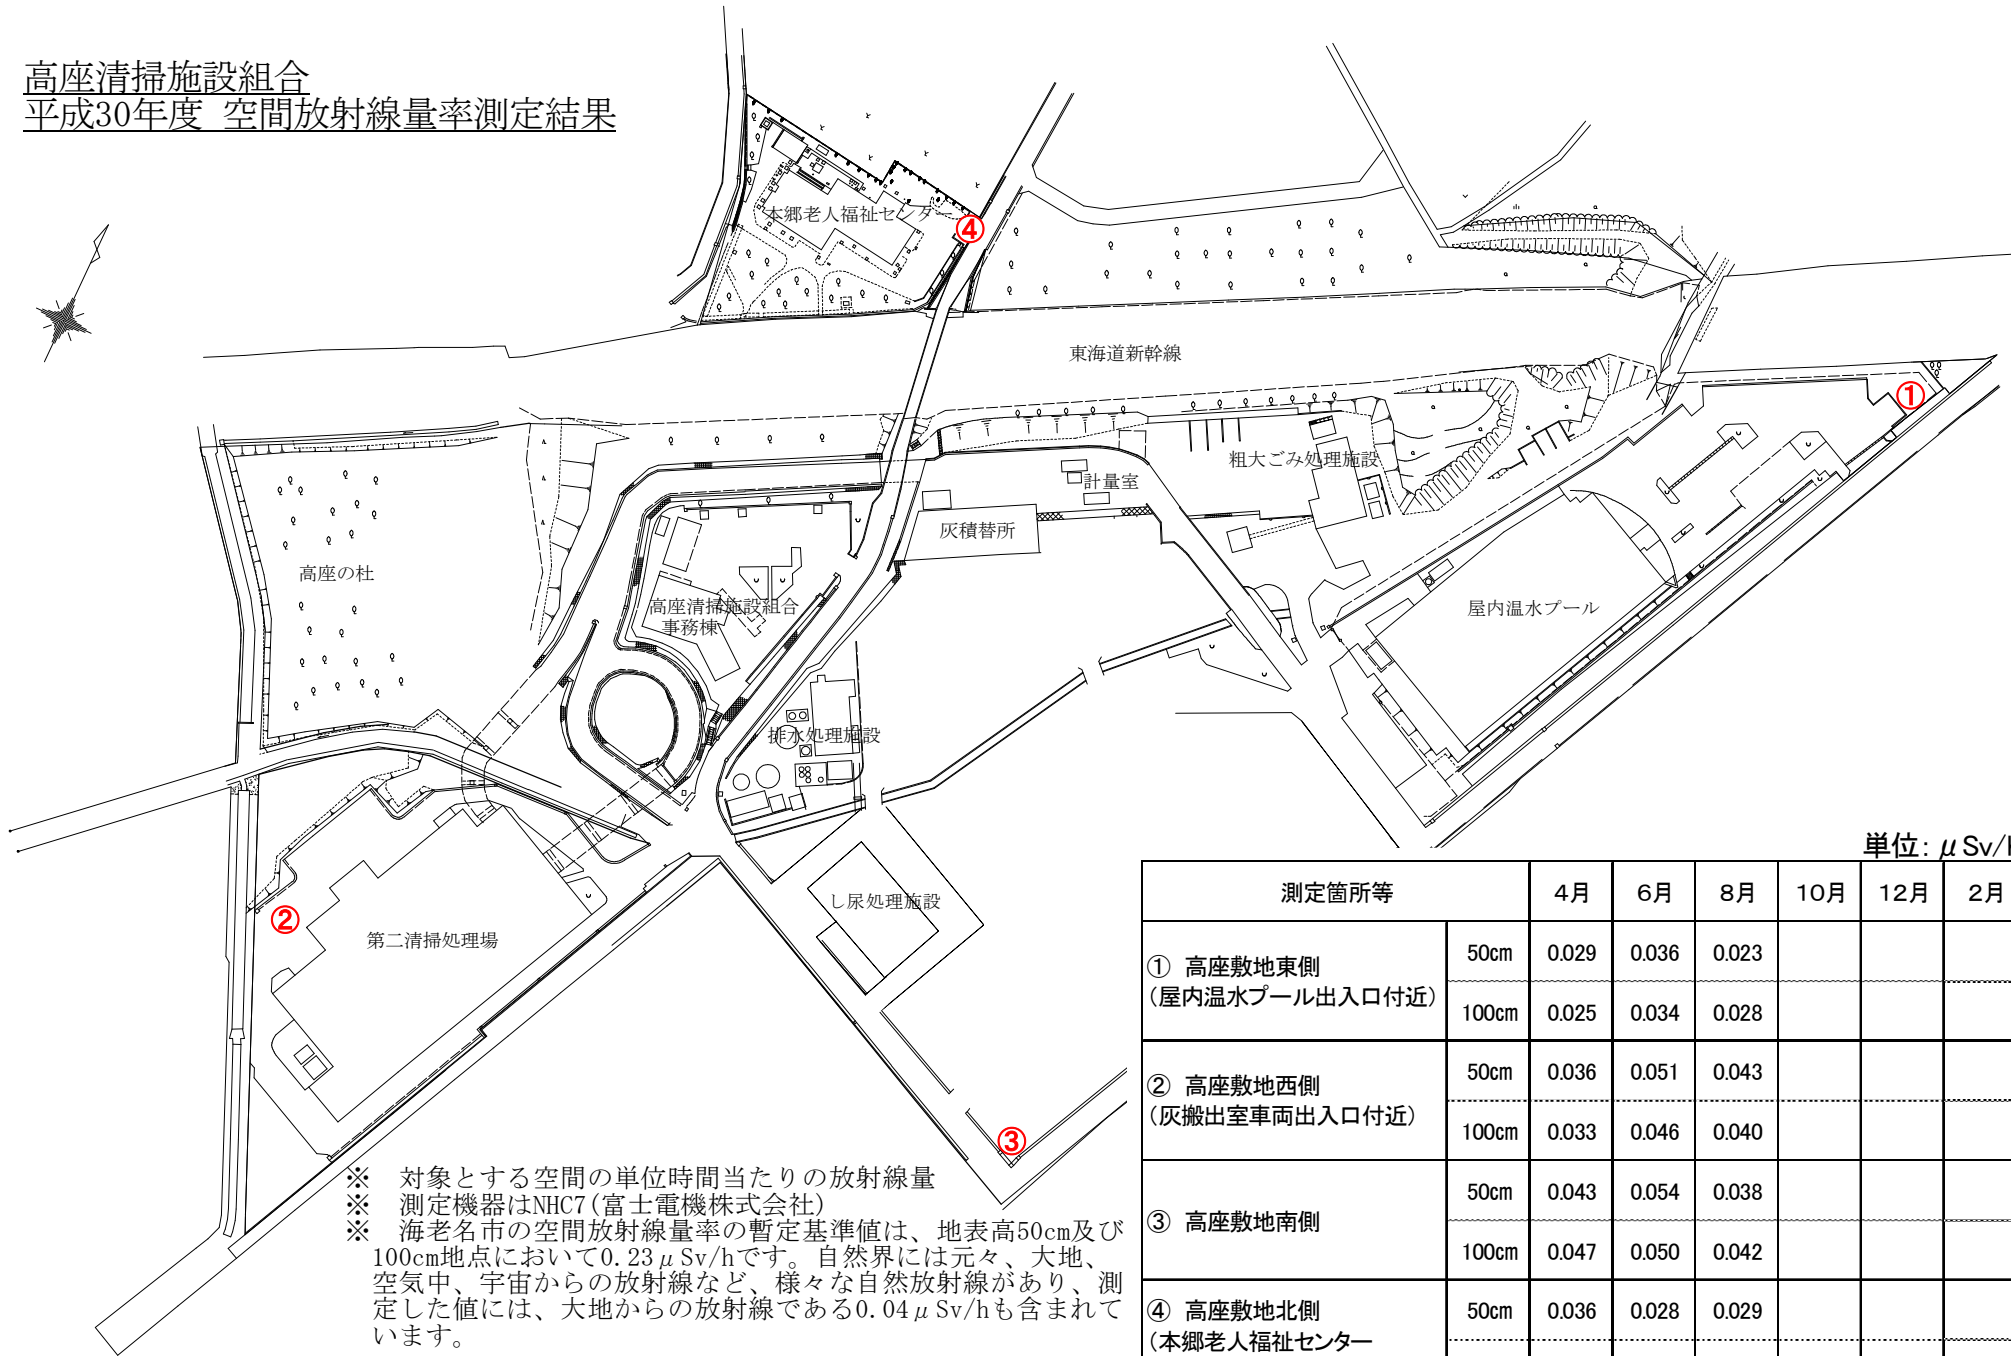 高座清掃施設組合
平成30年度 空間放射線量率測定結果
本郷老人福祉センター
④
東海道新幹線
①
粗大ごみ処理施設
計量室
灰積替所
高座の杜
高座清掃施設組合
事務棟
屋内温水プール
排水処理施設
し尿処理施設
②
第二清掃処理場
③
※ 対象とする空間の単位時間当たりの放射線量
※ 測定機器はNHC7(富士電機株式会社)
※ 海老名市の空間放射線量率の暫定基準値は、地表高50cm及び
100cm地点において0.23μSv/hです。自然界には元々、大地、
空気中、宇宙からの放射線など、様々な自然放射線があり、測
定した値には、大地からの放射線である0.04μSv/hも含まれて
います。
単位：μSv/h
測定箇所等 4月 6月 8月 10月 12月 2月
① 高座敷地東側
（屋内温水プール出入口付近）
50cm 0.029 0.036 0.023
100cm 0.025 0.034 0.028
② 高座敷地西側
（灰搬出室車両出入口付近）
50cm 0.036 0.051 0.043
100cm 0.033 0.046 0.040
③ 高座敷地南側
50cm 0.043 0.054 0.038
100cm 0.047 0.050 0.042
④ 高座敷地北側
（本郷老人福祉センター
50cm 0.036 0.028 0.029